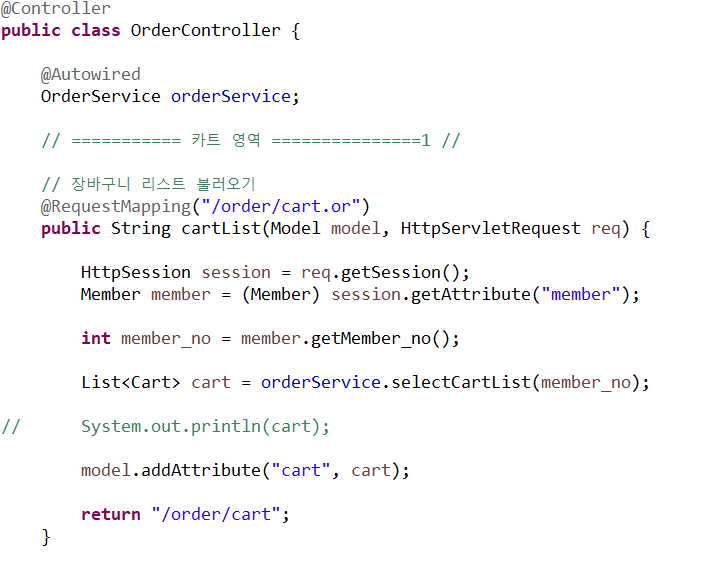 @Controller
public class OrderController {
@Autowired
OrderService orderService;
// =========== 카트 영역 ===============1 //
// 장바구니 리스트 불러오기
@RequestMapping("/order/cart.or")
public String cartList(Model model, HttpServletRequest req) {
HttpSession session = req.getSession();
Member member = (Member) session.getAttribute("member");
int member_no = member.getMember_no();
List<Cart> cart = orderService.selectCartList(member_no);
// System.out.println(cart);
model.addAttribute("cart", cart);
return "/order/cart";
}